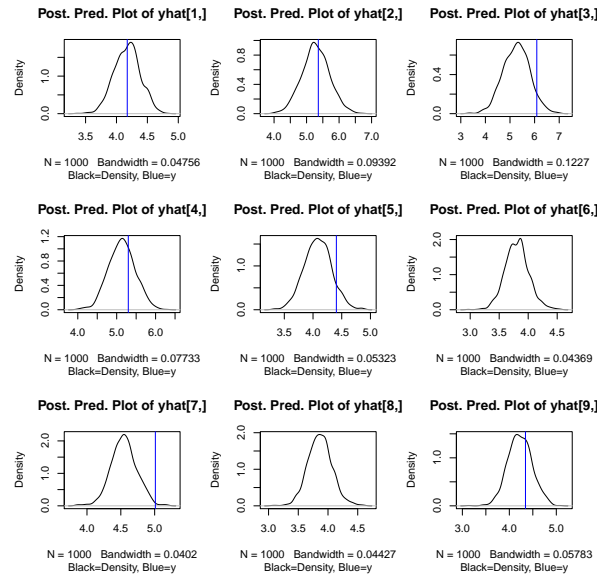 Post. Pred. Plot of yhat[1,]
Density
0.0 1.0
3.5 4.0 4.5 5.0
N = 1000 Bandwidth = 0.04756
Black=Density, Blue=y
Post. Pred. Plot of yhat[2,]
Density
0.0 0.4 0.8
4.0 5.0 6.0 7.0
N = 1000 Bandwidth = 0.09392
Black=Density, Blue=y
Post. Pred. Plot of yhat[3,]
Density
0.0 0.4
3 4 5 6 7
N = 1000 Bandwidth = 0.1227
Black=Density, Blue=y
Post. Pred. Plot of yhat[4,]
Density
0.0 0.4 0.8 1.2
4.0 5.0 6.0
N = 1000 Bandwidth = 0.07733
Black=Density, Blue=y
Post. Pred. Plot of yhat[5,]
Density
0.0 1.0
3.5 4.0 4.5 5.0
N = 1000 Bandwidth = 0.05323
Black=Density, Blue=y
Post. Pred. Plot of yhat[6,]
Density
0.0 1.0 2.0
3.0 3.5 4.0 4.5
N = 1000 Bandwidth = 0.04369
Black=Density, Blue=y
Post. Pred. Plot of yhat[7,]
Density
0.0 1.0 2.0
4.0 4.5 5.0
N = 1000 Bandwidth = 0.0402
Black=Density, Blue=y
Post. Pred. Plot of yhat[8,]
Density
0.0 1.0
3.0 3.5 4.0 4.5
N = 1000 Bandwidth = 0.04427
Black=Density, Blue=y
Post. Pred. Plot of yhat[9,]
Density
0.0 1.0
3.0 4.0 5.0
N = 1000 Bandwidth = 0.05783
Black=Density, Blue=y